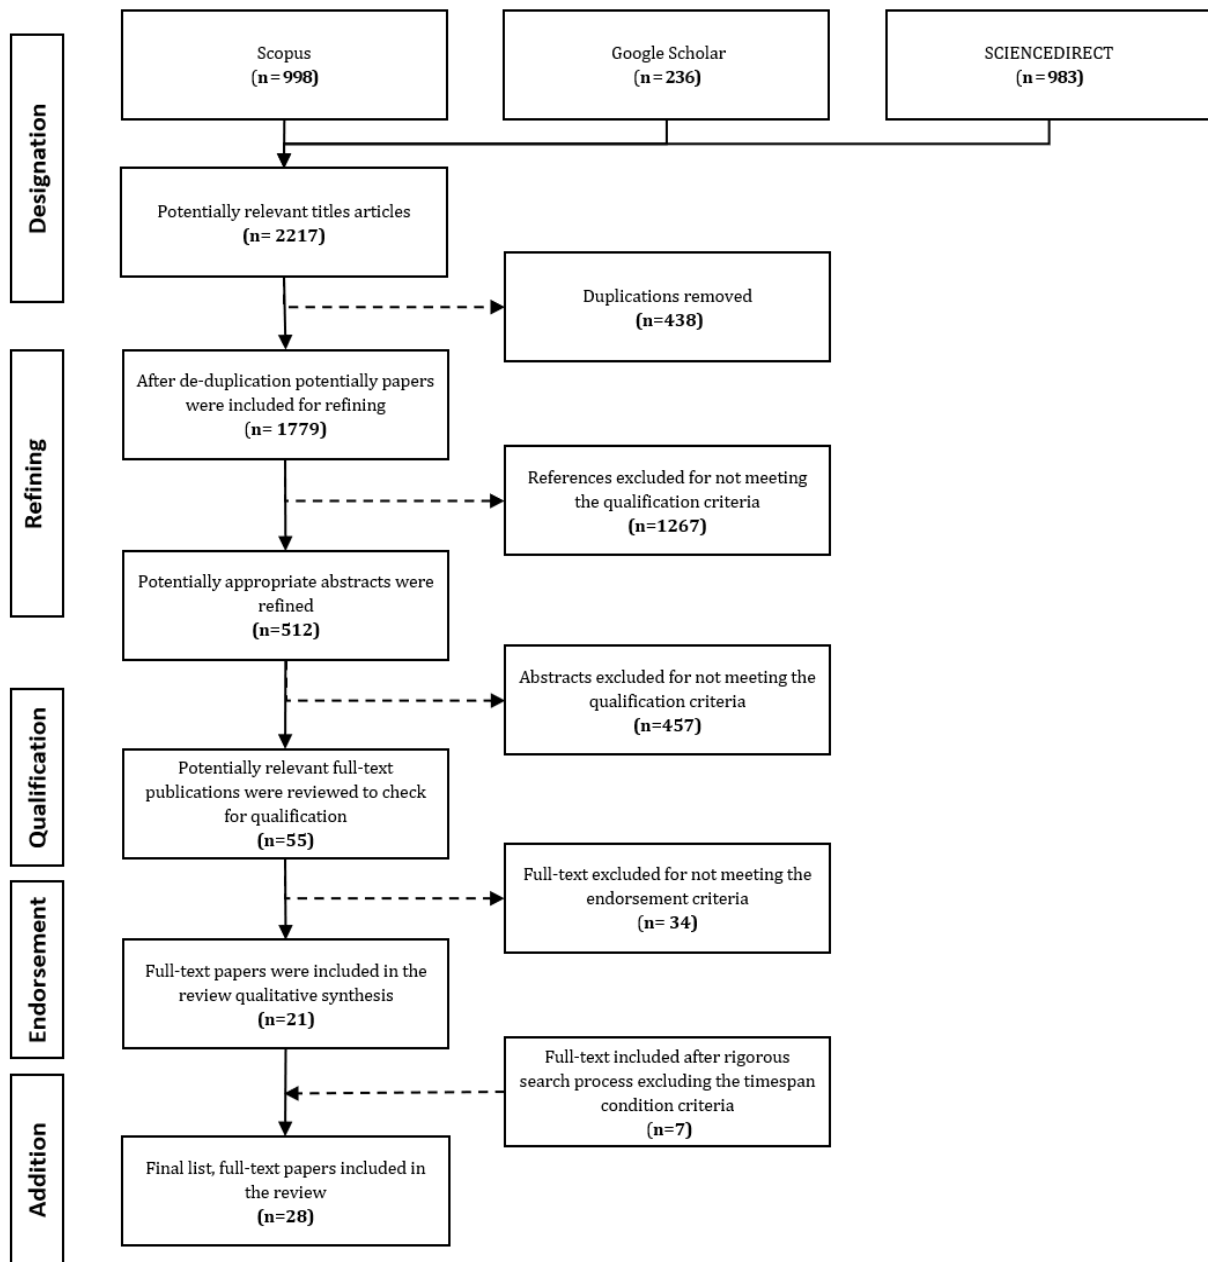 Designation
Scopus
(n=998)
Google Scholar
(n=236)
SCIENCEDIRECT
(n=983)
Potentially relevant titles articles
(n= 2217)
Duplications removed
(n=438)
Refining
After de-duplication potentially papers
were included for refining
(n= 1779)
References excluded for not meeting
the qualification criteria
(n=1267)
Potentially appropriate abstracts were
refined
(n=512)
Abstracts excluded for not meeting the
qualification criteria
(n=457)
Qualification
Potentially relevant full-text
publications were reviewed to check
for qualification
(n=55)
Full-text excluded for not meeting the
endorsement criteria
(n= 34)
Endorsement
Full-text papers were included in the
review qualitative synthesis
(n=21)
Full-text included after rigorous
search process excluding the timespan
condition criteria
(n=7)
Addition
Final list, full-text papers included in
the review
(n=28)